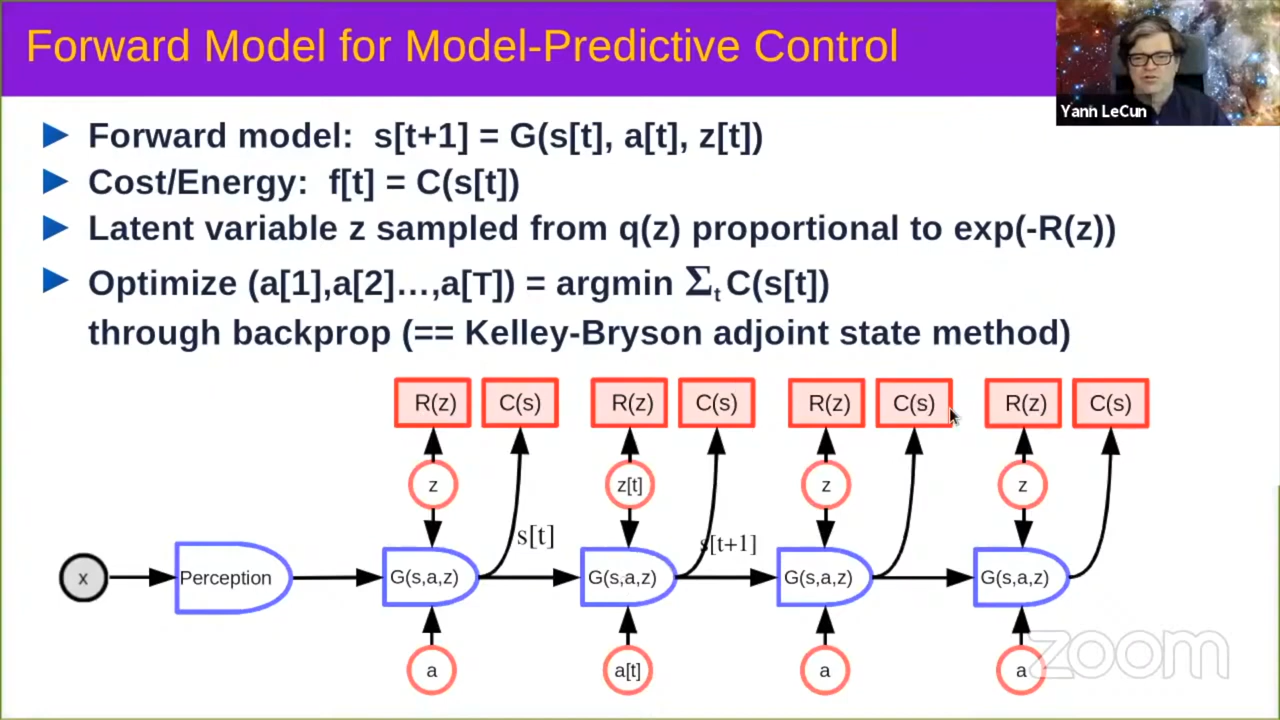 Forward Model for Model-Predictive Control
Yann LeCun
Forward model: s[t+1] = G(s[t], a[t], z[t])
Cost/Energy: f[t] = C(s[t])
Latent variable z sampled from q(z) proportional to exp(-R(z))
Optimize (a[1],a[2]…,a[T]) = argmin Σt C(s[t])
through backprop (== Kelley-Bryson adjoint state method)
R(z) C(s) R(z) C(s) R(z) C(s) R(z) C(s)
z z[t] z z
s[t] s[t+1]
x Perception G(s,a,z) G(s,a,z) G(s,a,z) G(s,a,z)
a a[t] a a
zoom